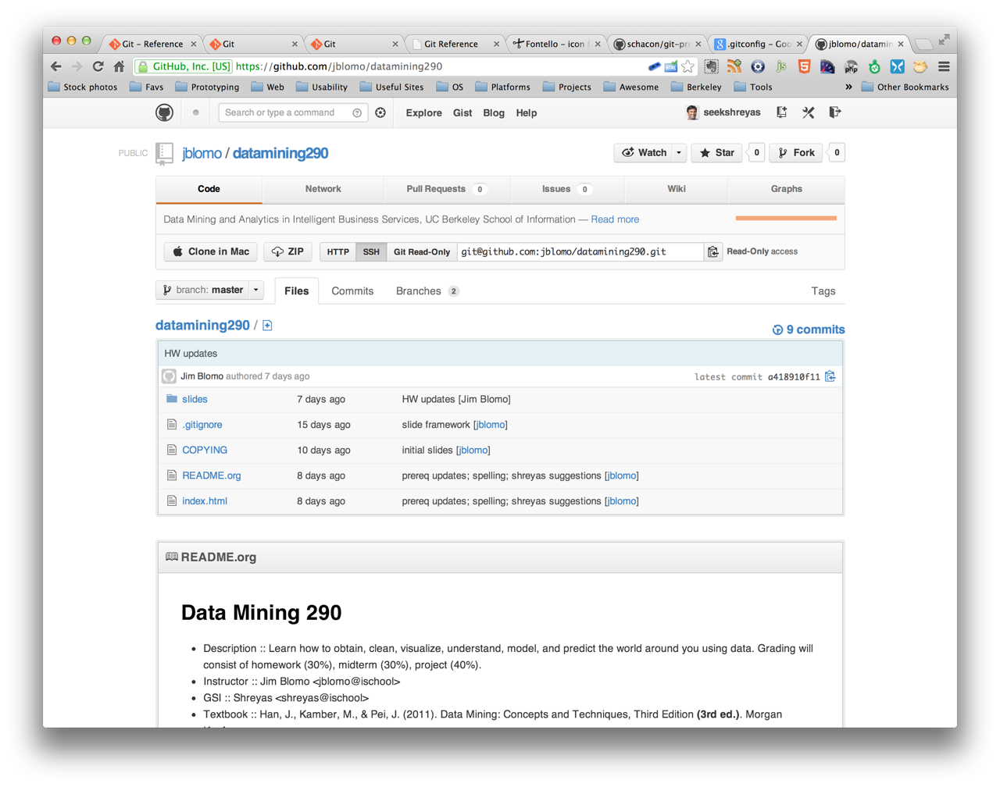 Git – Reference
Git
Git
Git Reference
Fontello – icon f
schacon/git-pre
.gitconfig – Goo
jblomo/datamin
GitHub, Inc. [US] https://github.com/jblomo/datamining290
Stock photos Favs Prototyping Web Usability Useful Sites OS Platforms Projects Awesome Berkeley Tools » Other Bookmarks
Search or type a command
Explore Gist Blog Help
seekshreyas
PUBLIC jblomo / datamining290
Watch Star 0 Fork 0
Code Network Pull Requests 0 Issues 0 Wiki Graphs
Data Mining and Analytics in Intelligent Business Services, UC Berkeley School of Information — Read more
Clone in Mac ZIP HTTP SSH Git Read-Only git@github.com:jblomo/datamining290.git Read-Only access
branch: master Files Commits Branches 2 Tags
datamining290 / 9 commits
HW updates
Jim Blomo authored 7 days ago latest commit a418910f11
slides 7 days ago HW updates [Jim Blomo]
.gitignore 15 days ago slide framework [jblomo]
COPYING 10 days ago initial slides [jblomo]
README.org 8 days ago prereq updates; spelling; shreyas suggestions [jblomo]
index.html 8 days ago prereq updates; spelling; shreyas suggestions [jblomo]
README.org
Data Mining 290
• Description :: Learn how to obtain, clean, visualize, understand, model, and predict the world around you using data. Grading will
consist of homework (30%), midterm (30%), project (40%).
• Instructor :: Jim Blomo <jblomo@ischool>
• GSI :: Shreyas <shreyas@ischool>
• Textbook :: Han, J., Kamber, M., & Pei, J. (2011). Data Mining: Concepts and Techniques, Third Edition (3rd ed.). Morgan